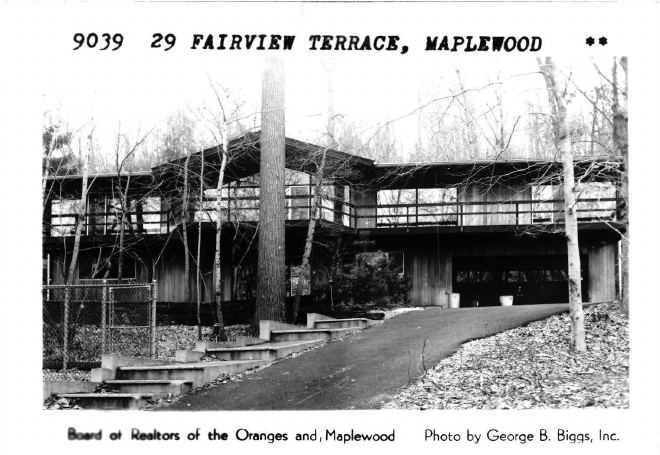 9039 29 FAIRVIEW TERRACE, MAPLEWOOD **
Board of Realtors of the Oranges and, Maplewood Photo by George B. Biggs, Inc.